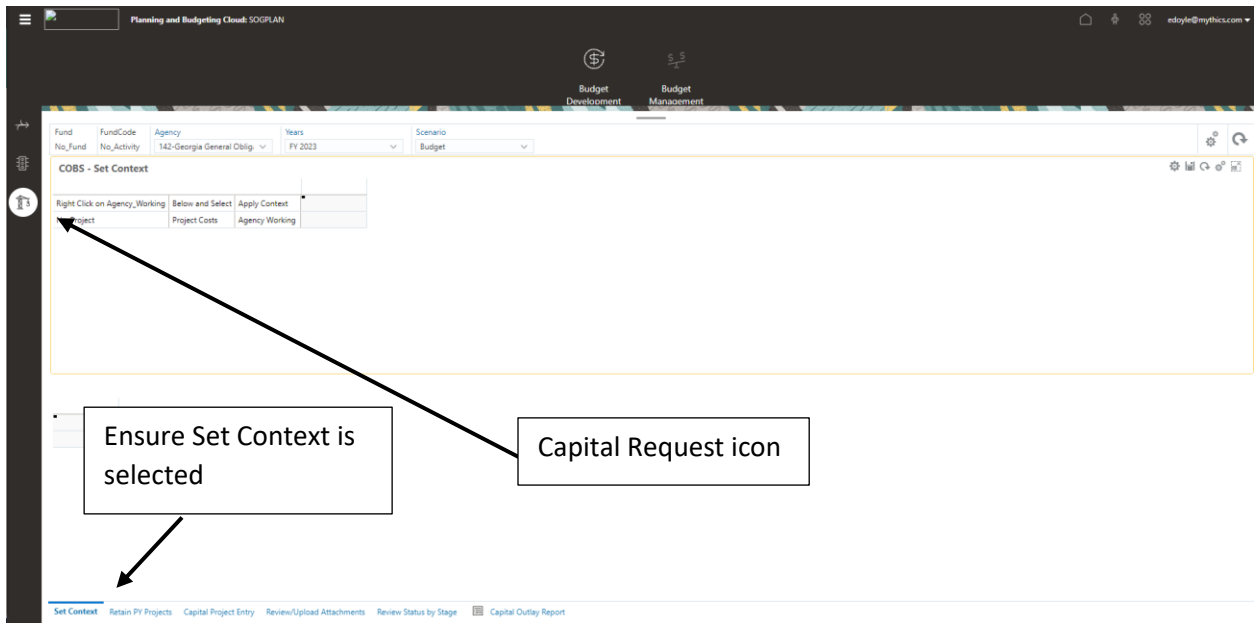 Planning and Budgeting Cloud: SOGPLAN
edoyle@mythics.com
Budget Development
Budget Management
Fund FundCode Agency Years Scenario
No_Fund No_Activity 142-Georgia General Oblig. FY 2023 Budget
COBS - Set Context
Right Click on Agency_Working Below and Select Apply Context
Project Costs Agency Working
Ensure Set Context is
selected
Capital Request icon
Set Context Retain PY Projects Capital Project Entry Review/Upload Attachments Review Status by Stage Capital Outlay Report